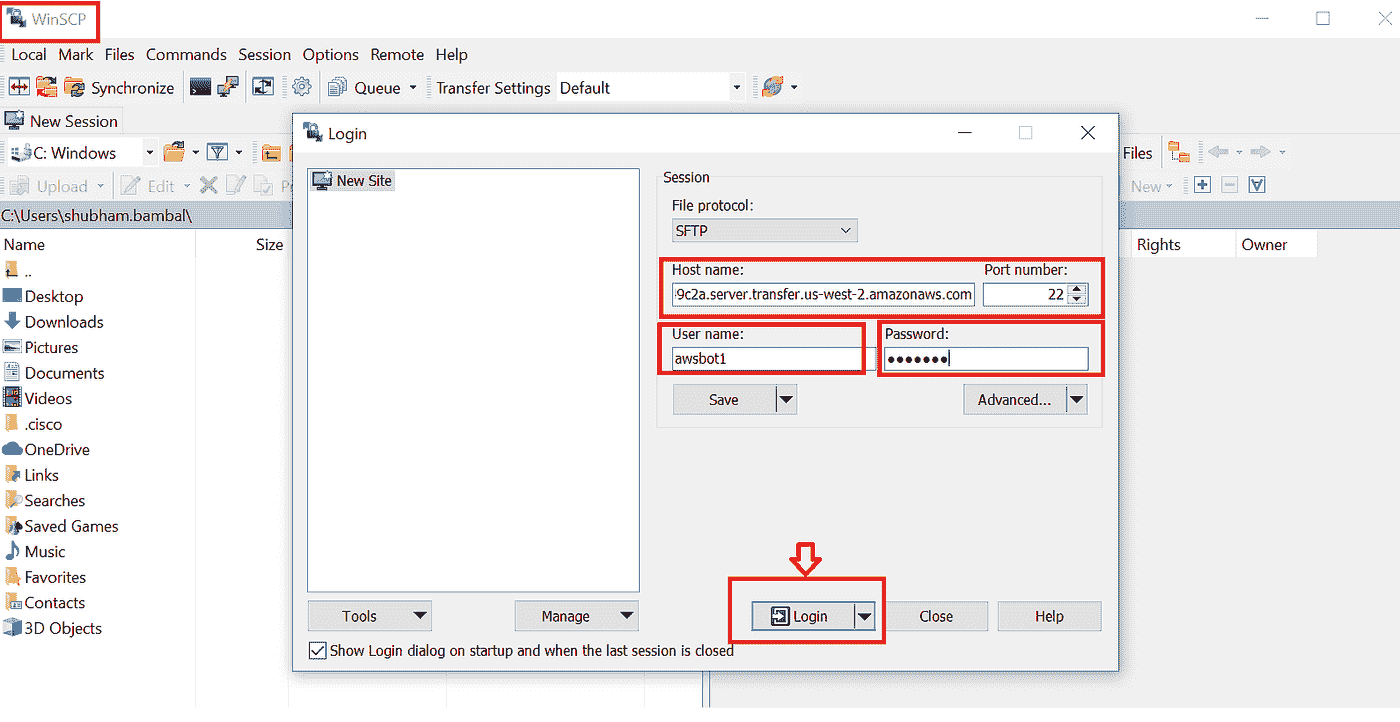 WinSCP
Local Mark Files Commands Session Options Remote Help
Synchronize Queue Transfer Settings Default
New Session
C: Windows
Upload Edit
C:\Users\shubham.bambal\
Name Size
..
Desktop
Downloads
Pictures
Documents
Videos
.cisco
OneDrive
Links
Searches
Saved Games
Music
Favorites
Contacts
3D Objects
Login
New Site
Session
File protocol:
SFTP
Host name: Port number:
9c2a.server.transfer.us-west-2.amazonaws.com 22
User name: Password:
awsbot1 •••••••
Save Advanced...
Tools Manage Login Close Help
Show Login dialog on startup and when the last session is closed
Files
New
Rights Owner